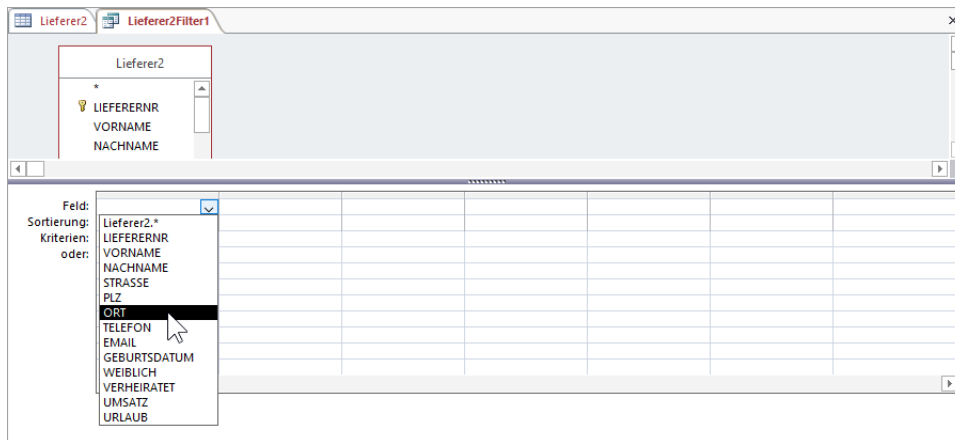 Lieferer2 Lieferer2Filter1
Lieferer2
*
LIEFERERNR
VORNAME
NACHNAME
Feld:
Sortierung:
Kriterien:
oder:
Lieferer2.*
LIEFERERNR
VORNAME
NACHNAME
STRASSE
PLZ
ORT
TELEFON
EMAIL
GEBURTSDATUM
WEIBLICH
VERHEIRATET
UMSATZ
URLAUB